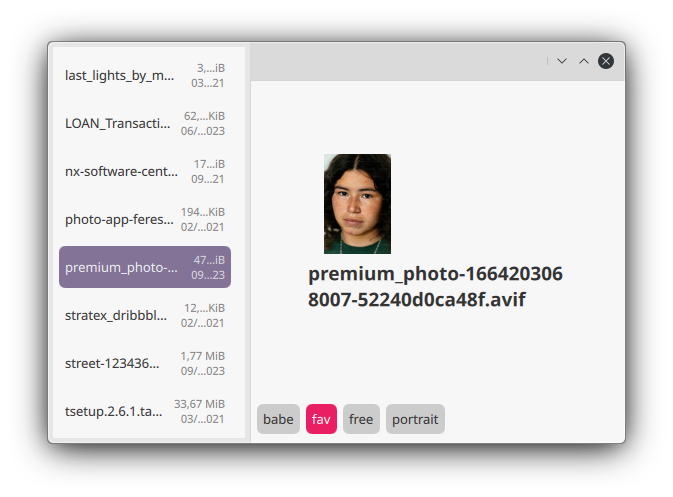 last_lights_by_m...
3,...iB
03...21
LOAN_Transacti...
62,...KiB
06/...023
nx-software-cent...
17...iB
09...21
photo-app-feres...
194...KiB
02/...021
premium_photo-...
47...iB
09...23
stratex_dribbbl...
12,...KiB
02/...021
street-123436...
1,77 MiB
09/...023
tsetup.2.6.1.ta...
33,67 MiB
03/...021
premium_photo-166420306
8007-52240d0ca48f.avif
babe
fav
free
portrait